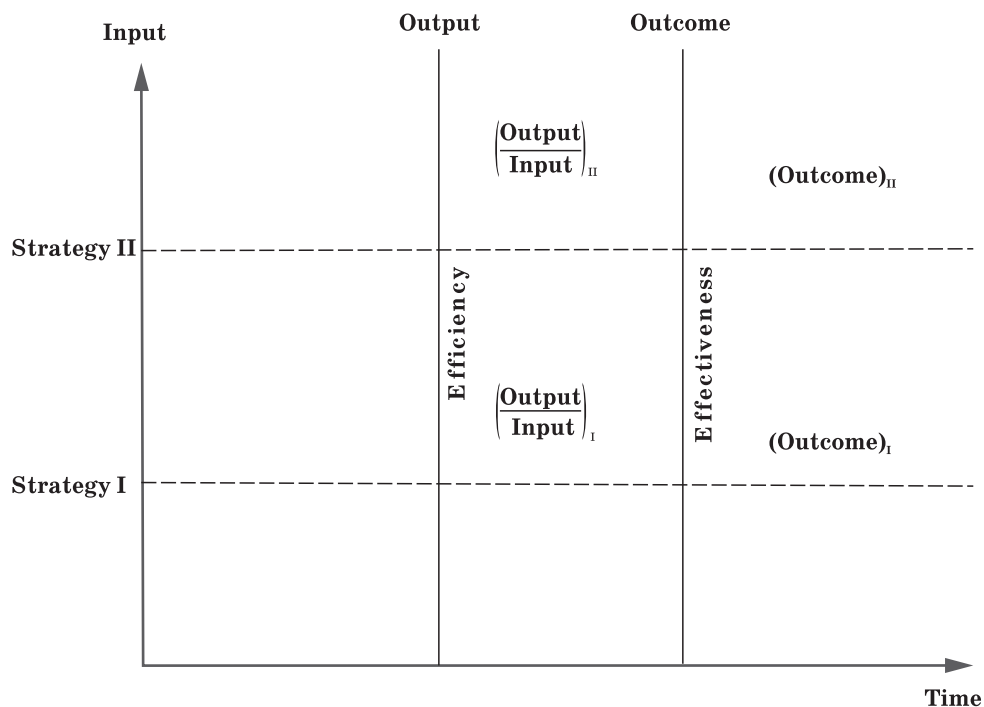 Input
Output
Outcome
(Output
Input)II
(Outcome)II
Strategy II
Efficiency
Effectiveness
(Output
Input)I
(Outcome)I
Strategy I
Time